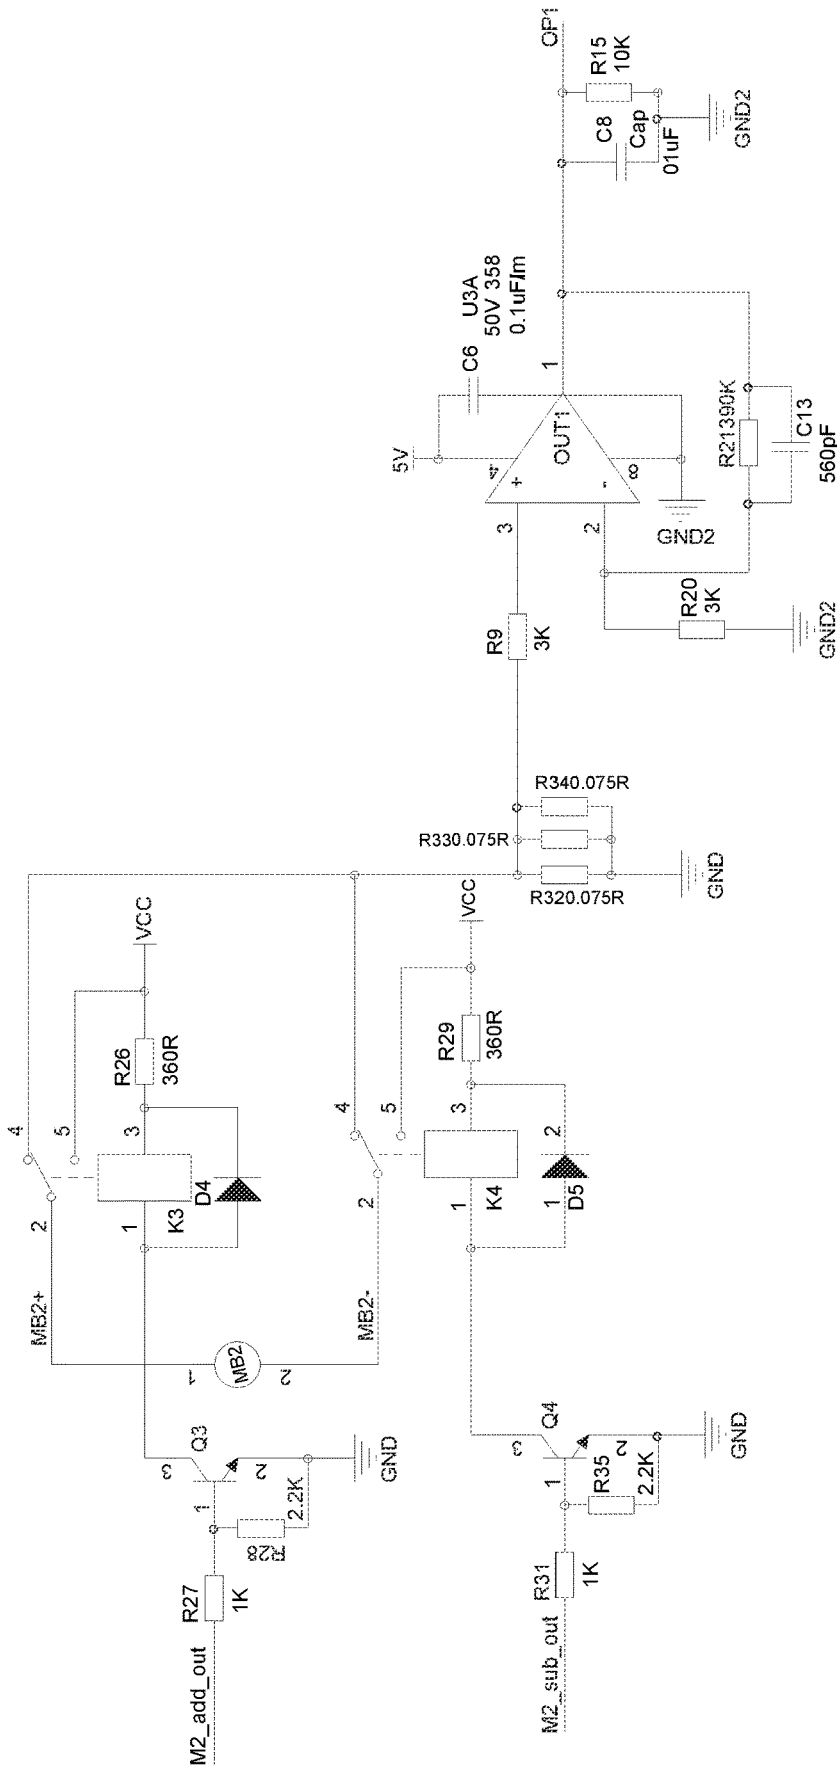 OP1
R15
10K
C8
Cap
01uF
GND2
U3A
50V 358
0.1uF/m
C6
1
5V
4
OUT1
+
-
8
3
2
GND2
R21390K
C13
560pF
R9
3K
R20
3K
GND2
R340.075R
R330.075R
R320.075R
GND
VCC
R26
360R
4
5
3
2
1
K3
D4
MB2+
VCC
R29
360R
4
5
3
2
1
K4
2
1
D5
MB2-
1
MB2
2
Q3
3
1
2
R28
2.2K
GND
R27
1K
M2_add_out
Q4
3
1
2
R35
2.2K
GND
R31
1K
M2_sub_out